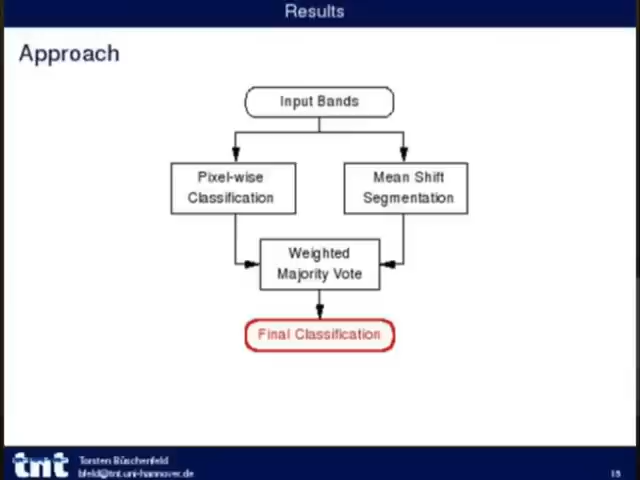 Results
Approach
Input Bands
Pixel-wise
Classification
Mean Shift
Segmentation
Weighted
Majority Vote
Final Classification
tnt
Torsten Büschenfeld
bfeld@tnt.uni-hannover.de